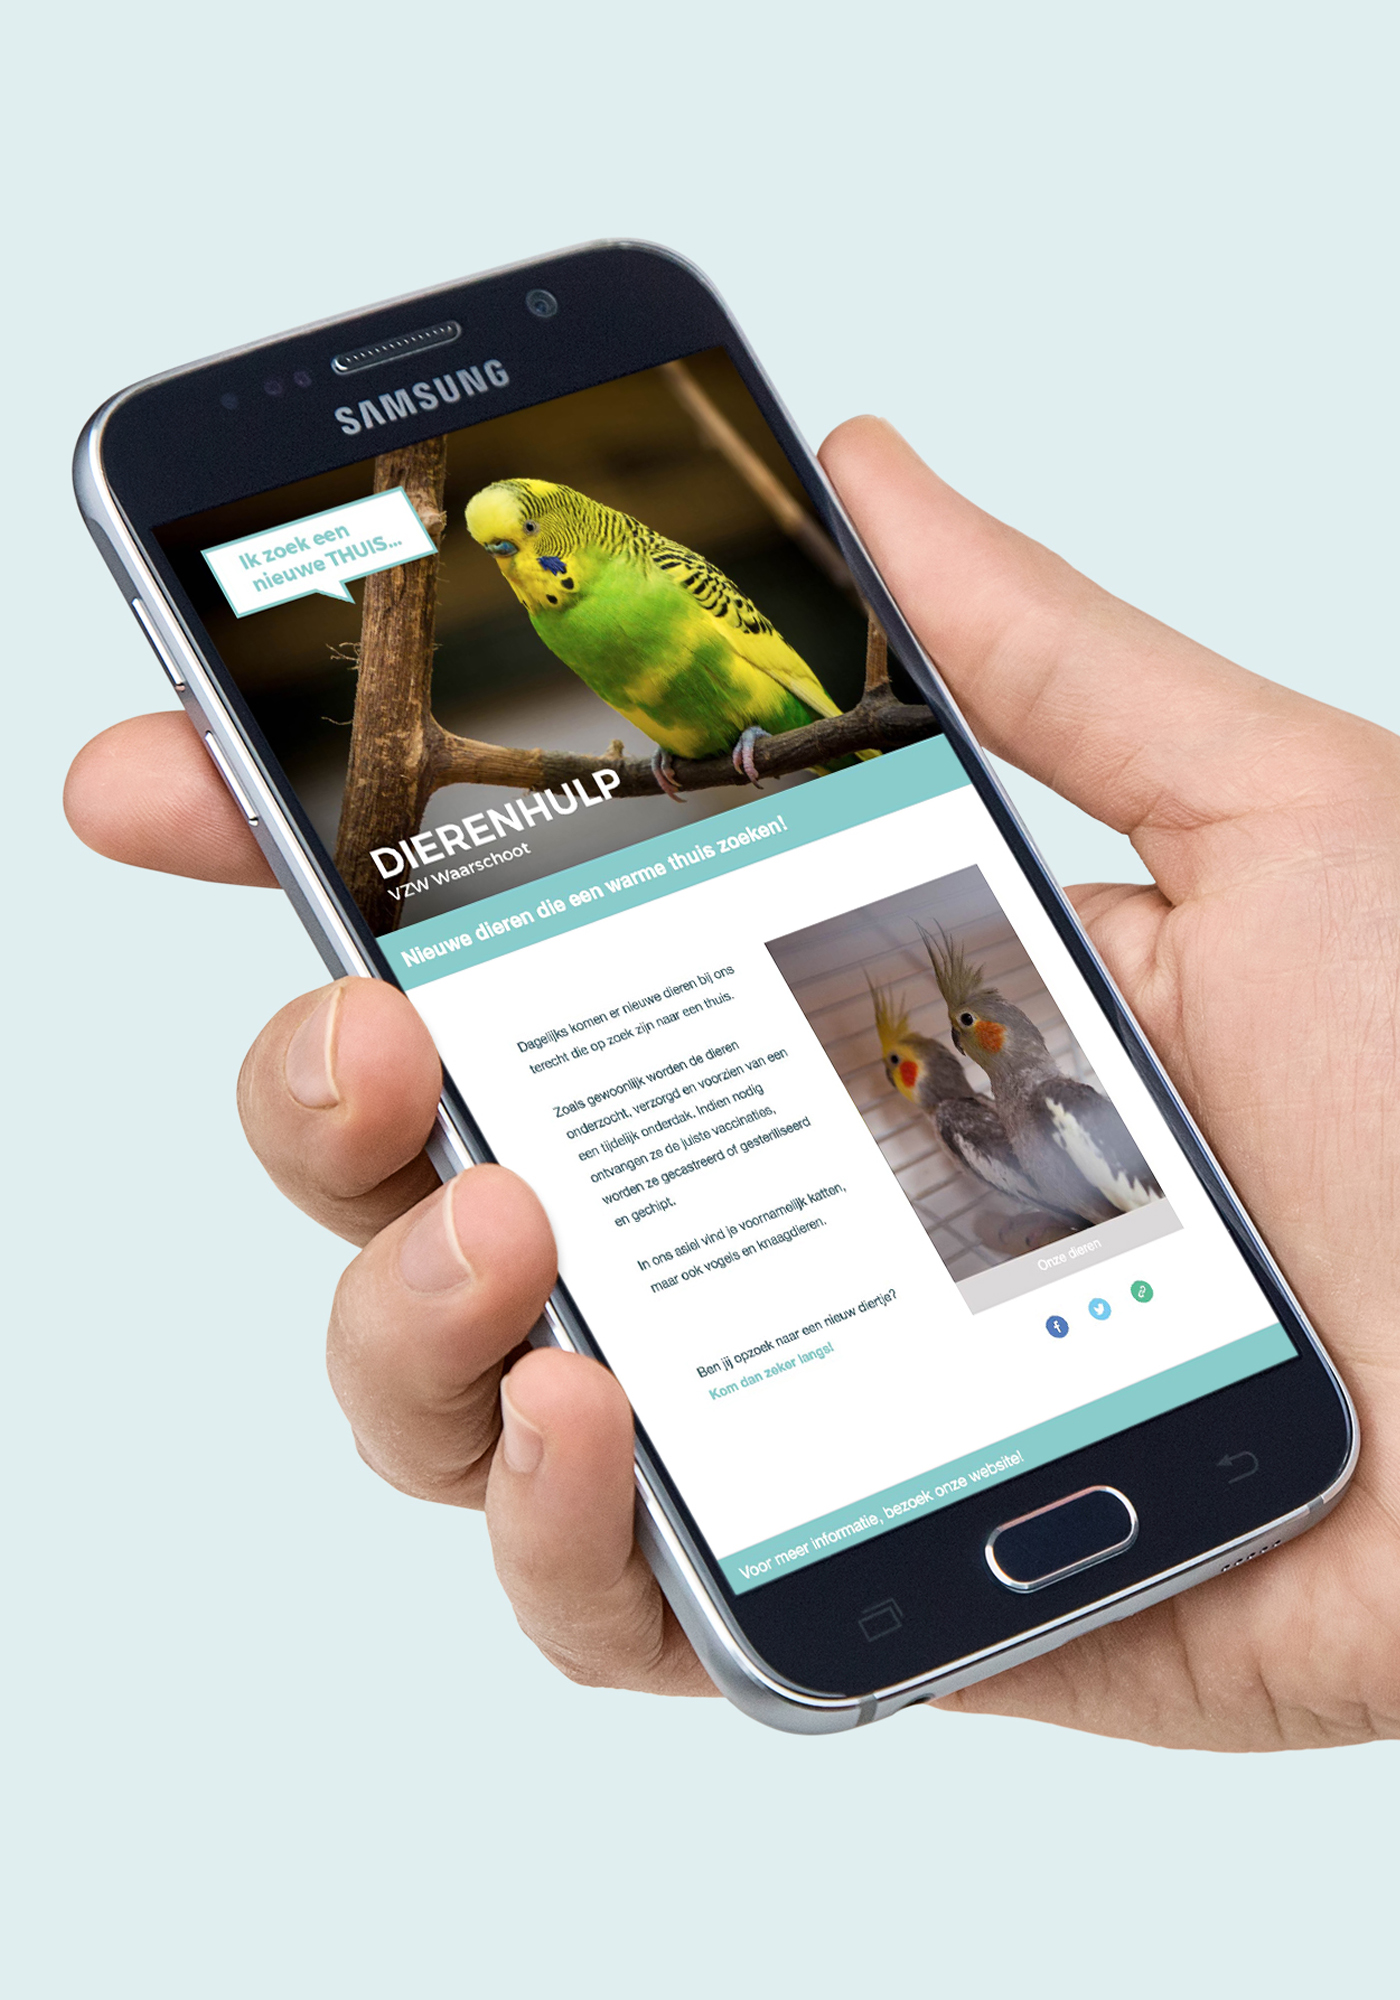 SAMSUNG
Ik zoek een
nieuwe THUIS...
DIERENHULP
VZW Waarschoot
Nieuwe dieren die een warme thuis zoeken!
Dagelijks komen er nieuwe dieren bij ons
terecht die op zoek zijn naar een thuis.
Zoals gewoonlijk worden de dieren
onderzocht, verzorgd en voorzien van een
een tijdelijk onderdak. Indien nodig
ontvangen ze de juiste vaccinaties,
worden ze gecastreerd of gesteriliseerd
en gechipt.
In ons asiel vind je voornamelijk katten,
maar ook vogels en knaagdieren.
Ben jij opzoek naar een nieuw diertje?
Kom dan zeker langs!
Onze dieren
Voor meer informatie, bezoek onze website!